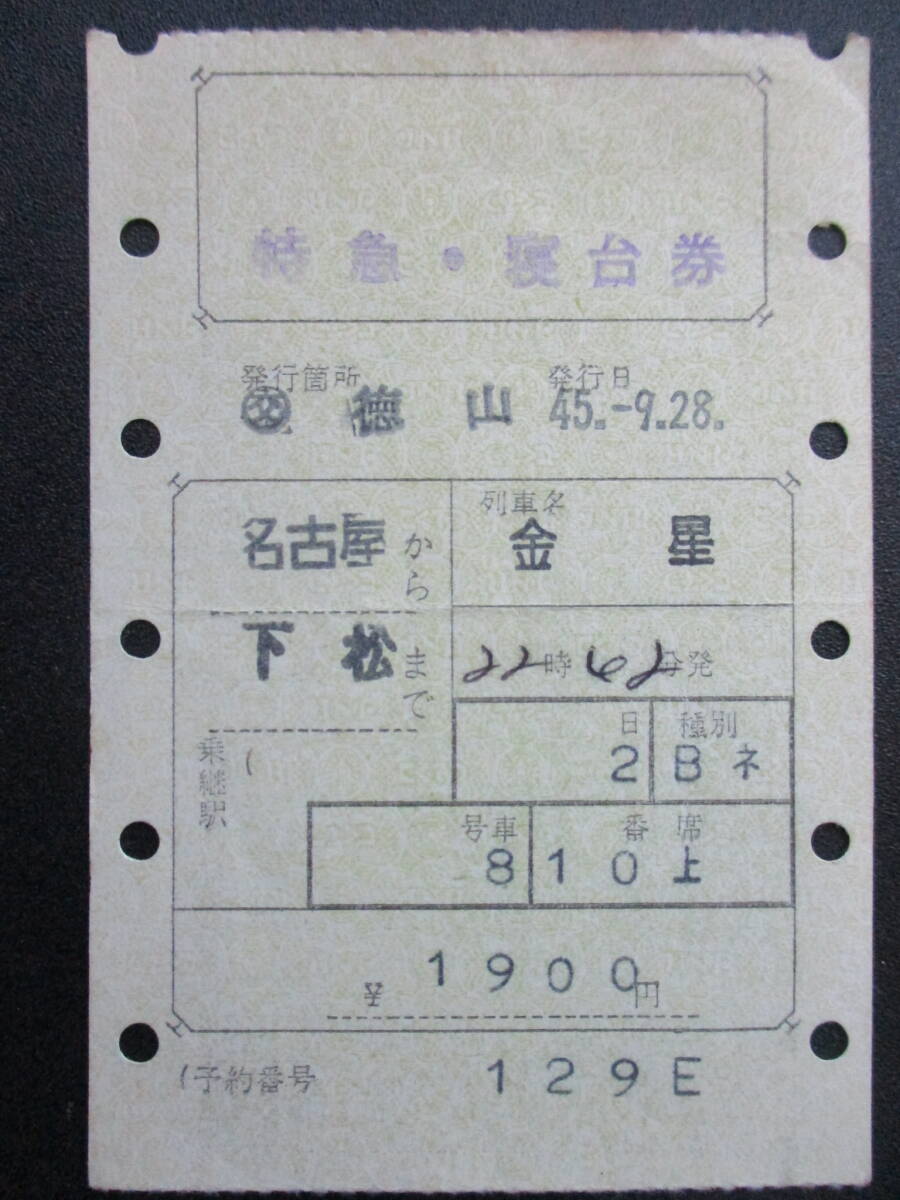 特急・寝台券
発行箇所 発行日
交 徳山 45.-9.28.
名古屋から
下松まで
乗継駅 (
列車名
金星
22時42分発
日 種別
2 Bネ
号車 番席
8 10上
¥1900円
(予約番号 129E